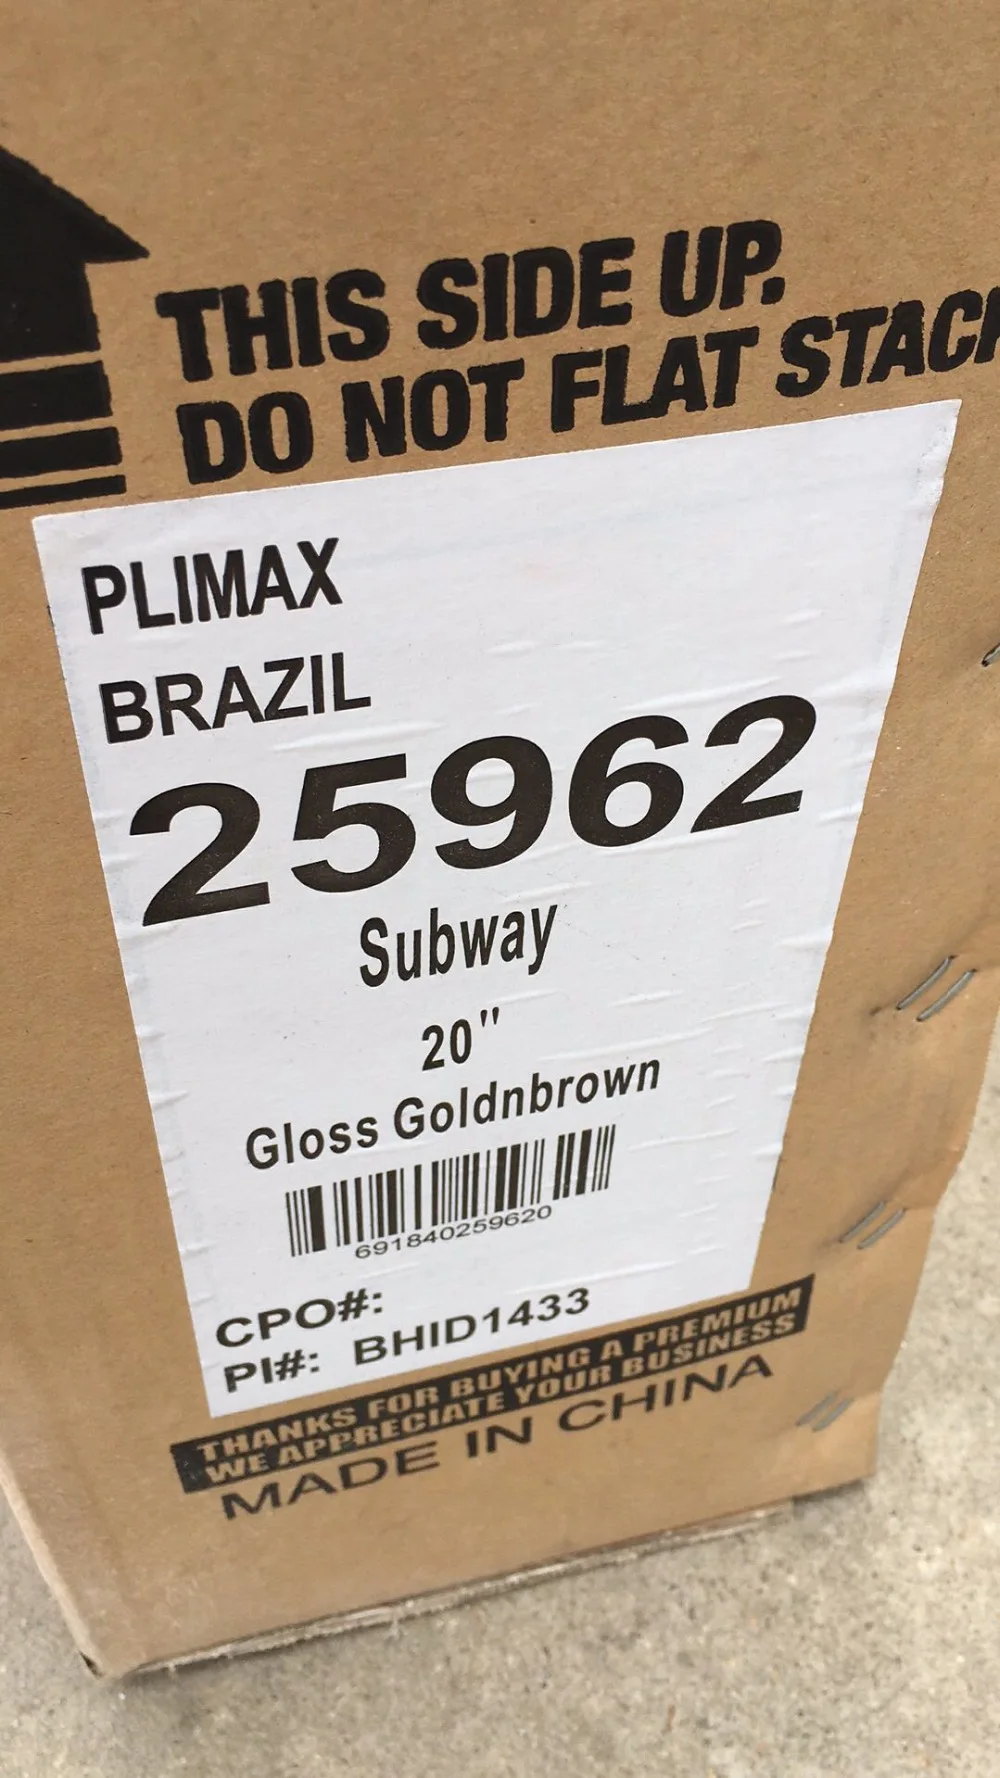 THIS SIDE UP.
DO NOT FLAT STACK
PLIMAX
BRAZIL
25962
Subway
20"
Gloss Goldnbrown
691840259620
CPO#:
PI#: BHID1433
THANKS FOR BUYING A PREMIUM
WE APPRECIATE YOUR BUSINESS
MADE IN CHINA